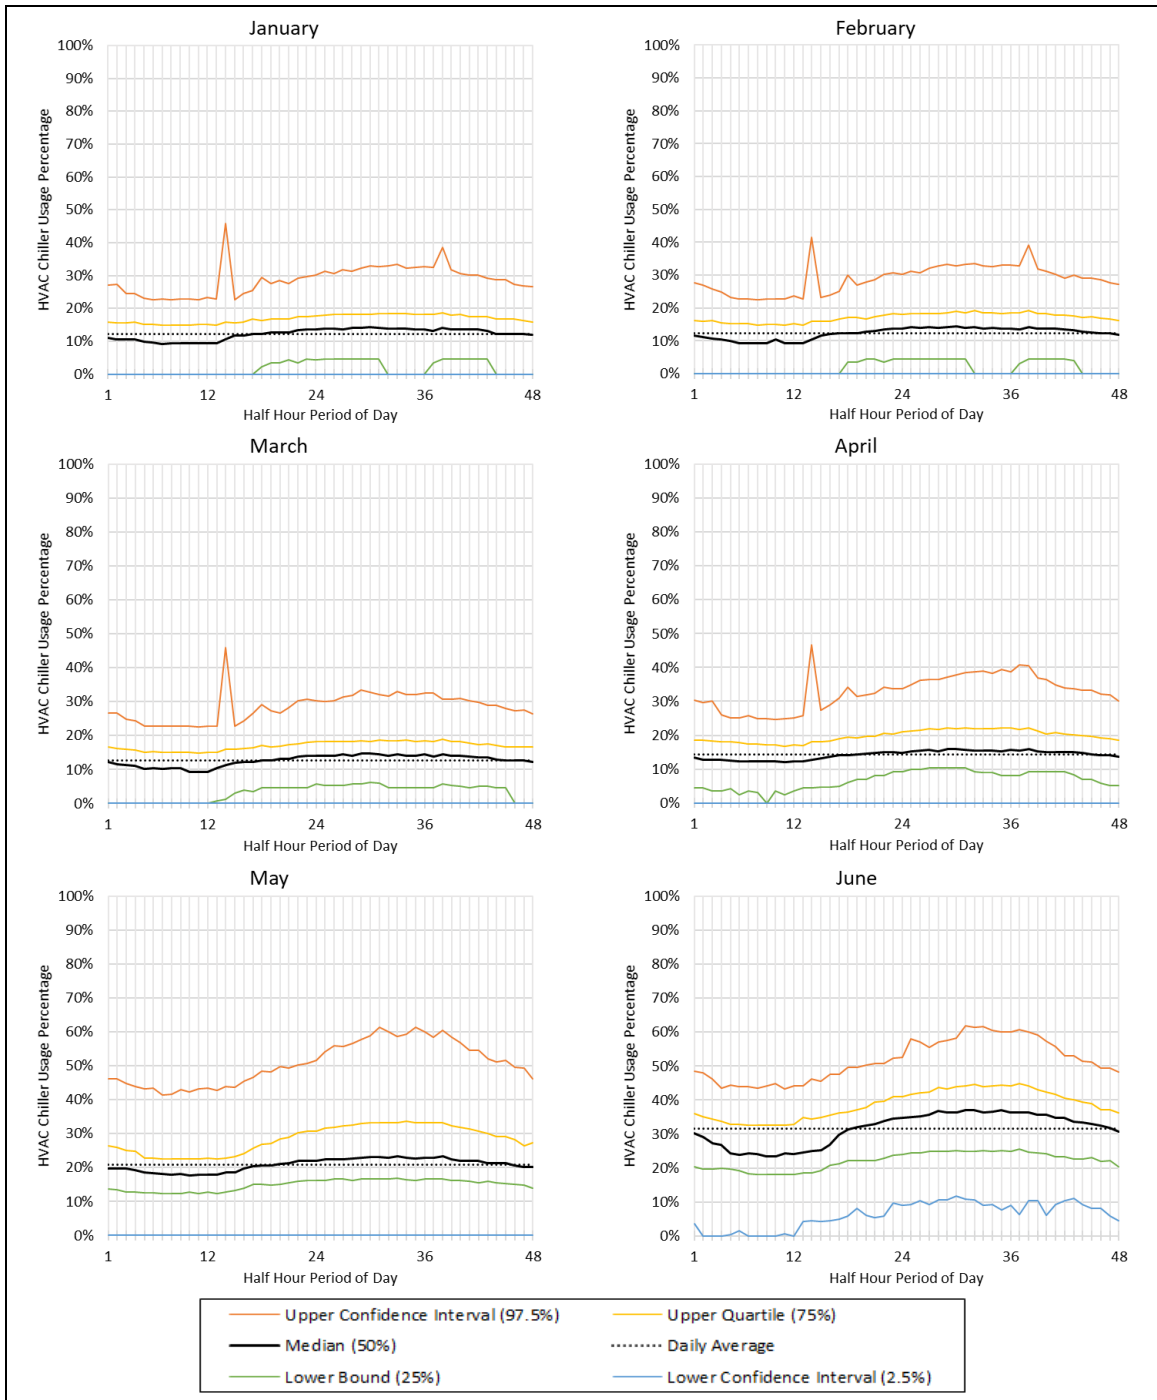 January
100%
90%
80%
70%
60%
50%
40%
30%
20%
10%
0%
HVAC Chiller Usage Percentage
1 12 24 36 48
Half Hour Period of Day
February
100%
90%
80%
70%
60%
50%
40%
30%
20%
10%
0%
HVAC Chiller Usage Percentage
1 12 24 36 48
Half Hour Period of Day
March
100%
90%
80%
70%
60%
50%
40%
30%
20%
10%
0%
HVAC Chiller Usage Percentage
1 12 24 36 48
Half Hour Period of Day
April
100%
90%
80%
70%
60%
50%
40%
30%
20%
10%
0%
HVAC Chiller Usage Percentage
1 12 24 36 48
Half Hour Period of Day
May
100%
90%
80%
70%
60%
50%
40%
30%
20%
10%
0%
HVAC Chiller Usage Percentage
1 12 24 36 48
Half Hour Period of Day
June
100%
90%
80%
70%
60%
50%
40%
30%
20%
10%
0%
HVAC Chiller Usage Percentage
1 12 24 36 48
Half Hour Period of Day
Upper Confidence Interval (97.5%) Upper Quartile (75%)
Median (50%) Daily Average
Lower Bound (25%) Lower Confidence Interval (2.5%)